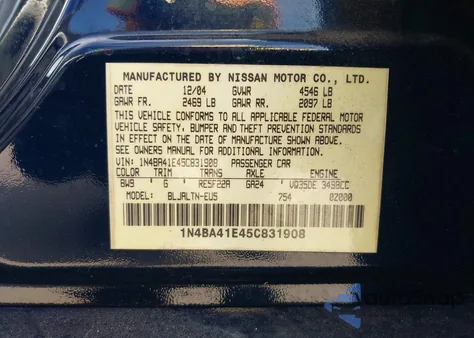 MANUFACTURED BY NISSAN MOTOR CO., LTD.
DATE 12/04 GVWR 4546 LB
GAWR FR. 2469 LB GAWR RR. 2097 LB
THIS VEHICLE CONFORMS TO ALL APPLICABLE FEDERAL MOTOR
VEHICLE SAFETY, BUMPER AND THEFT PREVENTION STANDARDS
IN EFFECT ON THE DATE OF MANUFACTURE SHOWN ABOVE.
SEE OWNERS MANUAL FOR ADDITIONAL INFORMATION
VIN: 1N4BA41E45C831908 PASSENGER CAR
COLOR TRIM TRANS AXLE ENGINE
BW9 G RE5F22A GA24 VQ35DE 3498CC
MODEL BLJALTN-EU5 754 0Z000
1N4BA41E45C831908